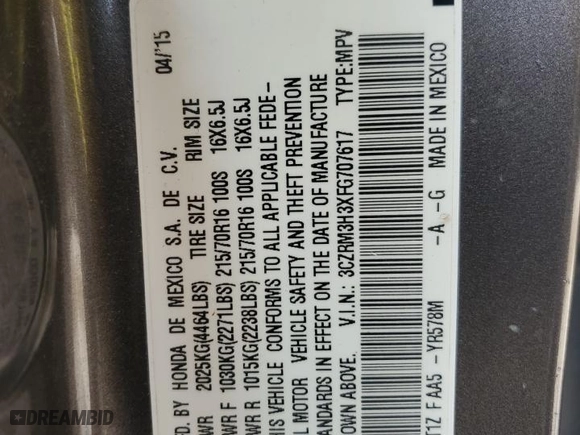 FD. BY HONDA DE MEXICO S.A. DE C.V. 04/'15
WR 2025KG(4464LBS) TIRE SIZE RIM SIZE
WR F 1030KG(2271LBS) 215/70R16 100S 16X6.5J
WR R 1015KG(2238LBS) 215/70R16 100S 16X6.5J
HIS VEHICLE CONFORMS TO ALL APPLICABLE FEDE-
L MOTOR VEHICLE SAFETY AND THEFT PREVENTION
ANDARDS IN EFFECT ON THE DATE OF MANUFACTURE
OWN ABOVE. V.I.N.: 3CZRM3H3XFG707617 TYPE:MPV
T1Z F AA5 -YR578M -A -G MADE IN MEXICO
DREAMBID